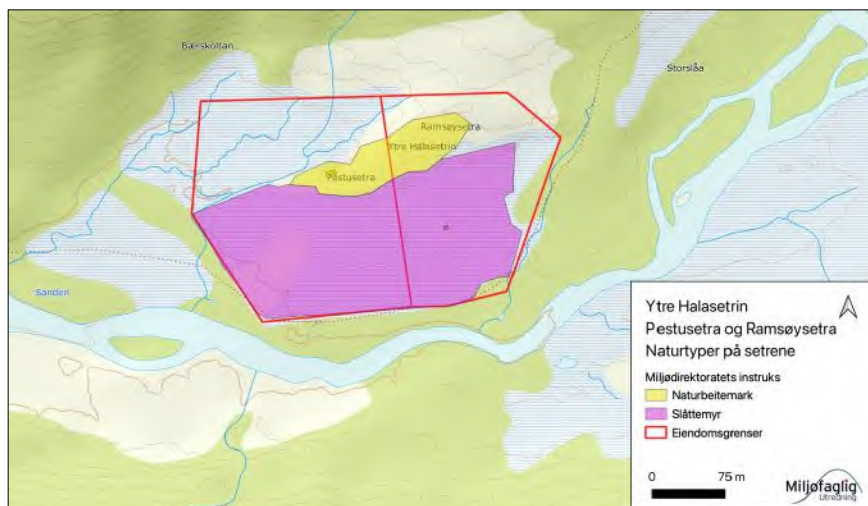 Bærskoltan
Storslåa
Ramsøysetra
Ytre Halasetrin
Pestusetra
Sanden
Ytre Halasetrin
Pestusetra og Ramsøysetra
Naturtyper på setrene
Miljødirektoratets instruks
Naturbeitemark
Slåttemyr
Eiendomsgrenser
0 75 m
Miljøfaglig
Utredning